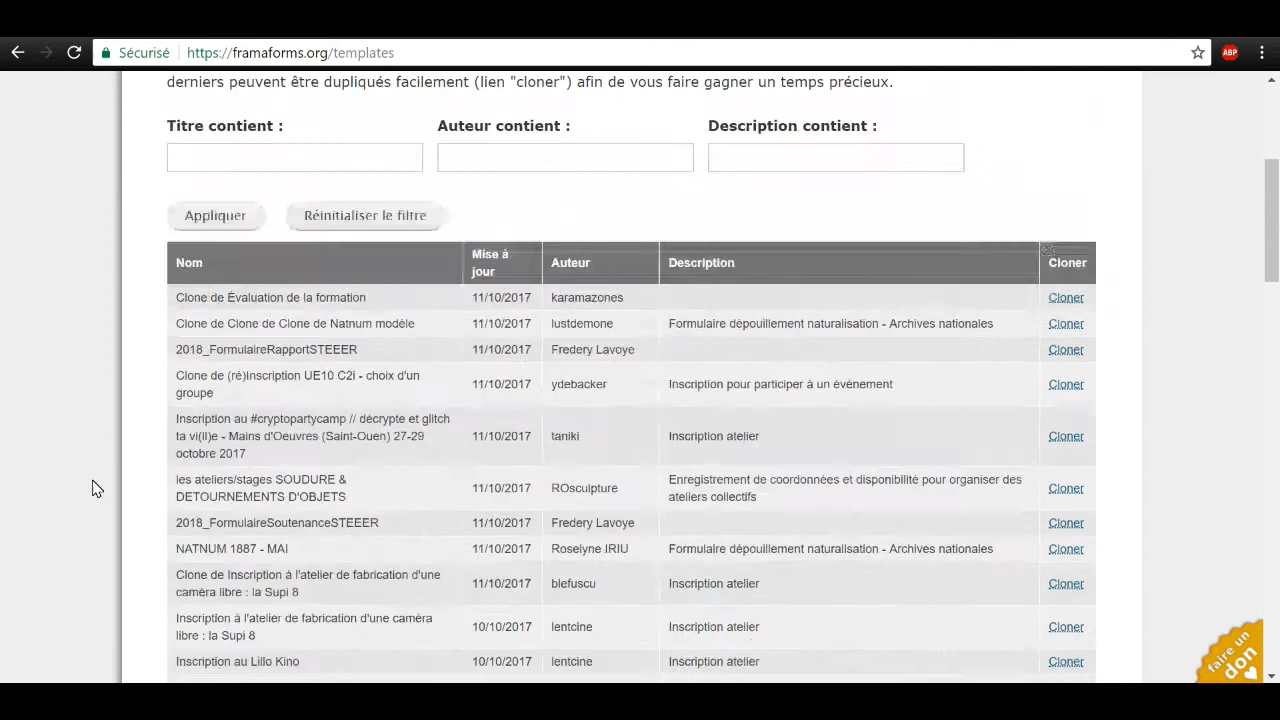 Sécurisé https://framaforms.org/templates ABP
derniers peuvent être dupliqués facilement (lien "cloner") afin de vous faire gagner un temps précieux.
Titre contient : Auteur contient : Description contient :
Appliquer Réinitialiser le filtre
Nom Mise à jour Auteur Description Cloner
Clone de Évaluation de la formation 11/10/2017 karamazones Cloner
Clone de Clone de Clone de Natnum modèle 11/10/2017 lustdemone Formulaire dépouillement naturalisation - Archives nationales Cloner
2018_FormulaireRapportSTEEER 11/10/2017 Fredery Lavoye Cloner
Clone de (ré)Inscription UE10 C2i - choix d'un
groupe 11/10/2017 ydebacker Inscription pour participer à un événement Cloner
Inscription au #cryptopartycamp // décrypte et glitch
ta vi(ll)e - Mains d'Oeuvres (Saint-Ouen) 27-29 11/10/2017 taniki Inscription atelier Cloner
octobre 2017
les ateliers/stages SOUDURE & 11/10/2017 ROsculpture Enregistrement de coordonnées et disponibilité pour organiser des Cloner
DETOURNEMENTS D'OBJETS ateliers collectifs
2018_FormulaireSoutenanceSTEEER 11/10/2017 Fredery Lavoye Cloner
NATNUM 1887 - MAI 11/10/2017 Roselyne IRIU Formulaire dépouillement naturalisation - Archives nationales Cloner
Clone de Inscription à l'atelier de fabrication d'une
caméra libre : la Supi 8 11/10/2017 blefuscu Inscription atelier Cloner
Inscription à l'atelier de fabrication d'une caméra
libre : la Supi 8 10/10/2017 lentcine Inscription atelier Cloner
Inscription au Lillo Kino 10/10/2017 lentcine Inscription atelier Cloner
faire un
don